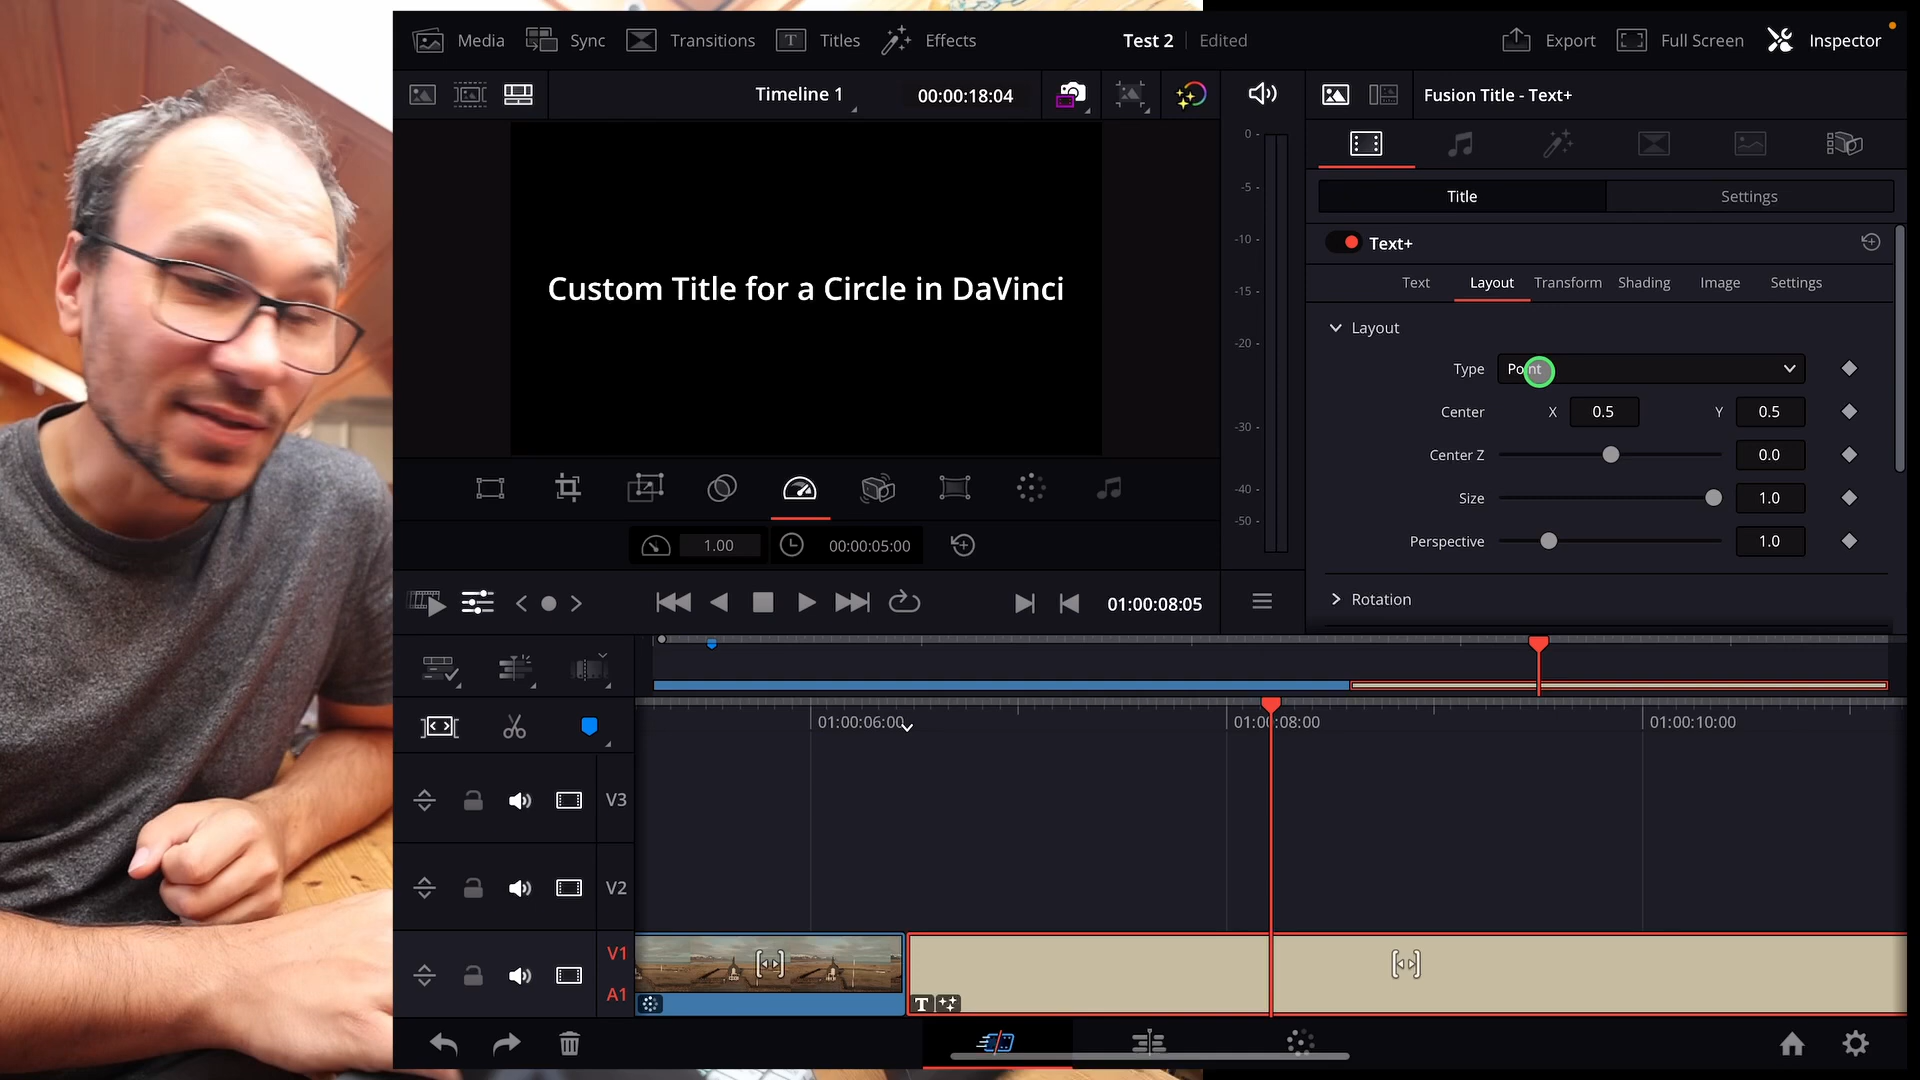 Media Sync Transitions Titles Effects Test 2 Edited Export Full Screen Inspector
Timeline 1 00:00:18:04 Fusion Title - Text+
Custom Title for a Circle in DaVinci
0
-5
-10
-15
-20
-30
-40
-50
Title Settings
Text+
Text Layout Transform Shading Image Settings
Layout
Type Point
Center X 0.5 Y 0.5
Center Z 0.0
Size 1.0
Perspective 1.0
Rotation
1.00 00:00:05:00
01:00:08:05
01:00:06:00 01:00:08:00 01:00:10:00
V3
V2
V1
A1
T